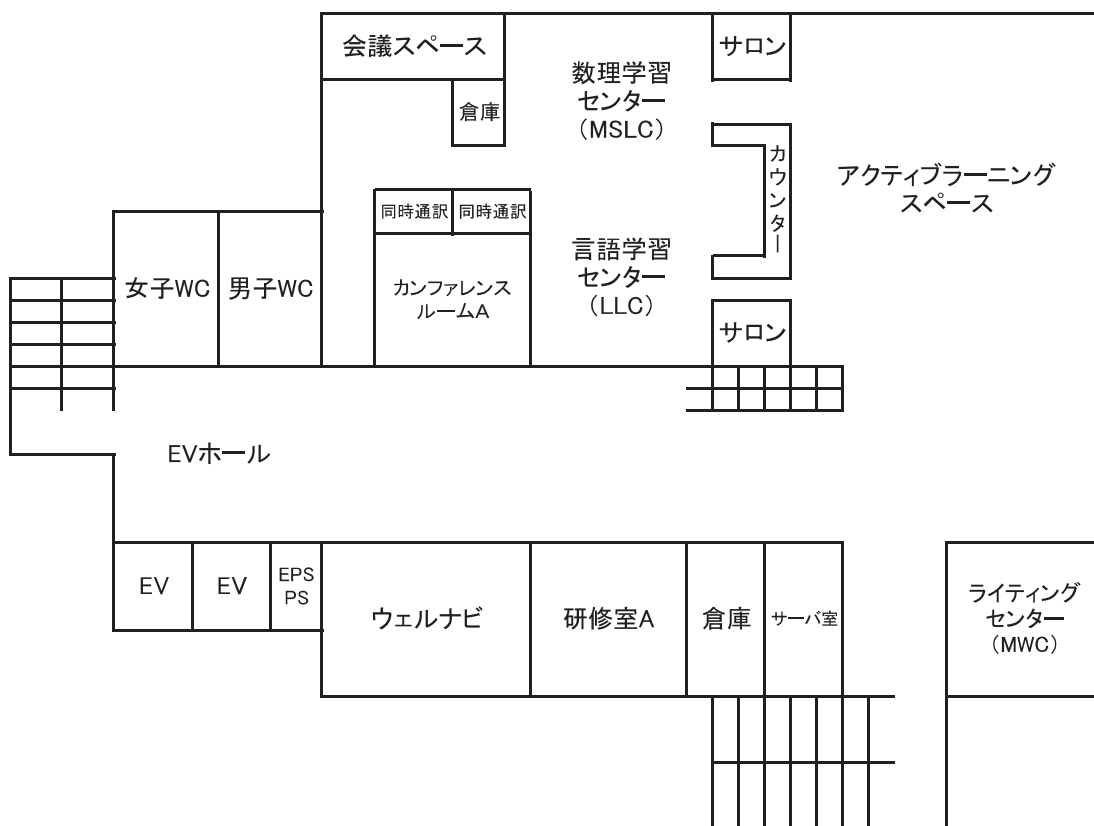 会議スペース
倉庫
数理学習
センター
（MSLC）
サロン
カウンター
アクティブラーニング
スペース
同時通訳
同時通訳
カンファレンス
ルームA
言語学習
センター
（LLC）
サロン
女子WC
男子WC
EVホール
EV
EV
EPS
PS
ウェルナビ
研修室A
倉庫
サーバ室
ライティング
センター
（MWC）